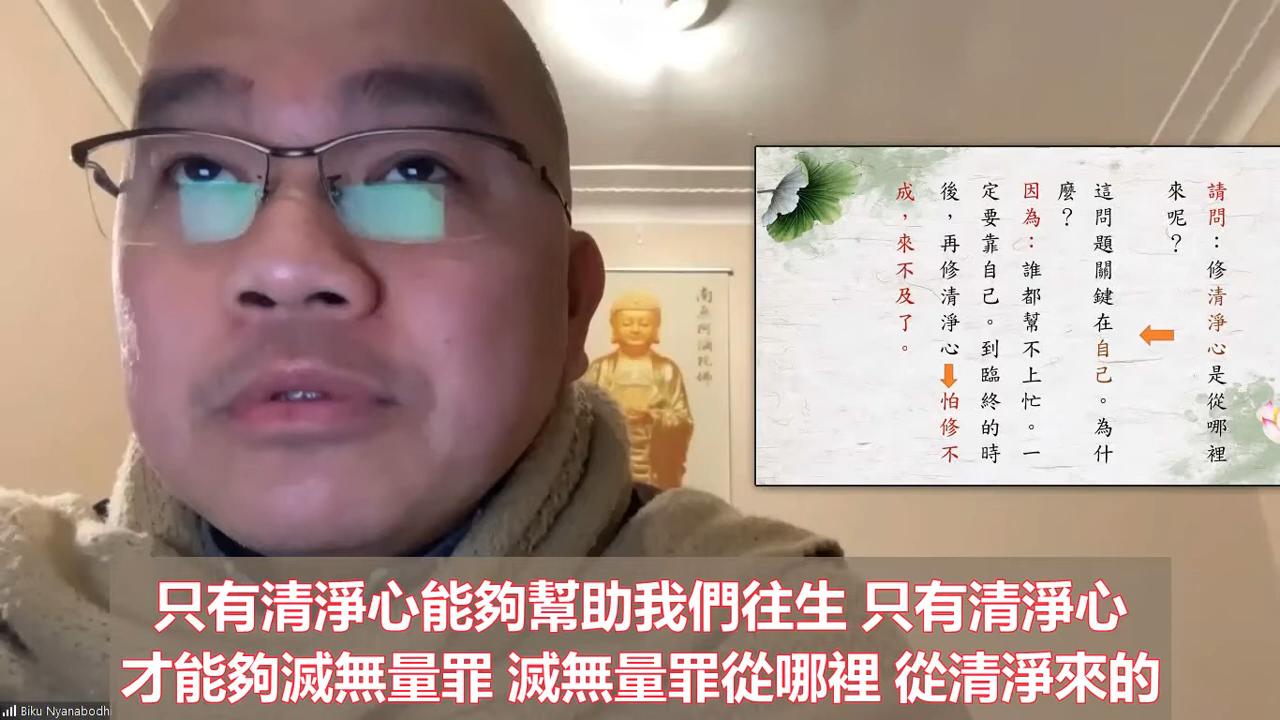 南無阿彌陀佛
請問：修清淨心是從哪裡
來呢？
這問題關鍵在自己。為什
麼？
因為：誰都幫不上忙。一
定要靠自己。到臨終的時
後，再修清淨心怕修不
成，來不及了。
只有清淨心能夠幫助我們往生 只有清淨心
才能夠滅無量罪 滅無量罪從哪裡 從清淨來的
Biku Nyanabodh